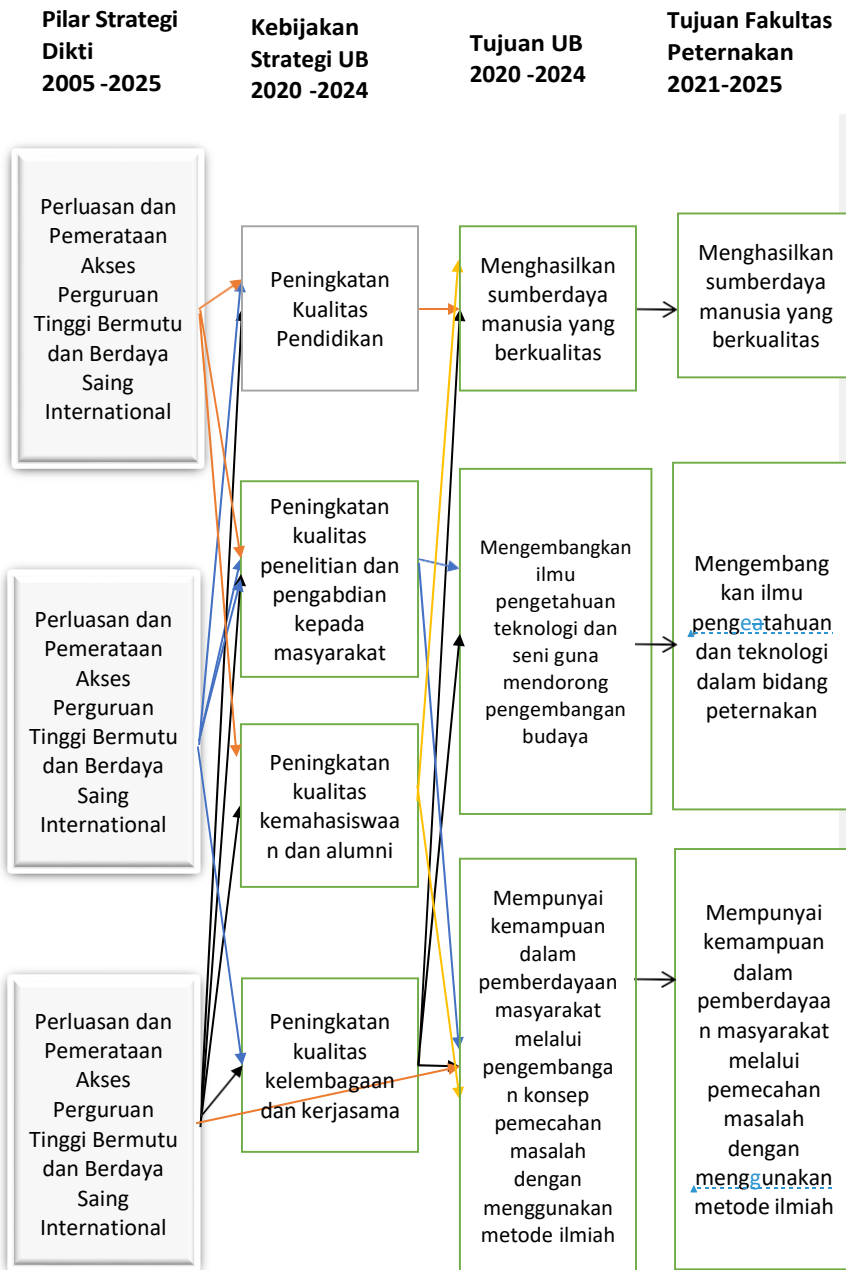 Pilar Strategi
Dikti
2005 -2025
Kebijakan
Strategi UB
2020 -2024
Tujuan UB
2020 -2024
Tujuan Fakultas
Peternakan
2021-2025
Perluasan dan
Pemerataan
Akses
Perguruan
Tinggi Bermutu
dan Berdaya
Saing
International
Perluasan dan
Pemerataan
Akses
Perguruan
Tinggi Bermutu
dan Berdaya
Saing
International
Perluasan dan
Pemerataan
Akses
Perguruan
Tinggi Bermutu
dan Berdaya
Saing
International
Peningkatan
Kualitas
Pendidikan
Peningkatan
kualitas
penelitian dan
pengabdian
kepada
masyarakat
Peningkatan
kualitas
kemahasiswaa
n dan alumni
Peningkatan
kualitas
kelembagaan
dan kerjasama
Menghasilkan
sumberdaya
manusia yang
berkualitas
Mengembangkan
ilmu
pengetahuan
teknologi dan
seni guna
mendorong
pengembangan
budaya
Mempunyai
kemampuan
dalam
pemberdayaan
masyarakat
melalui
pengembanga
n konsep
pemecahan
masalah
dengan
menggunakan
metode ilmiah
Menghasilkan
sumberdaya
manusia yang
berkualitas
Mengembang
kan ilmu
pengeatahuan
dan teknologi
dalam bidang
peternakan
Mempunyai
kemampuan
dalam
pemberdayaa
n masyarakat
melalui
pemecahan
masalah
dengan
menggunakan
metode ilmiah